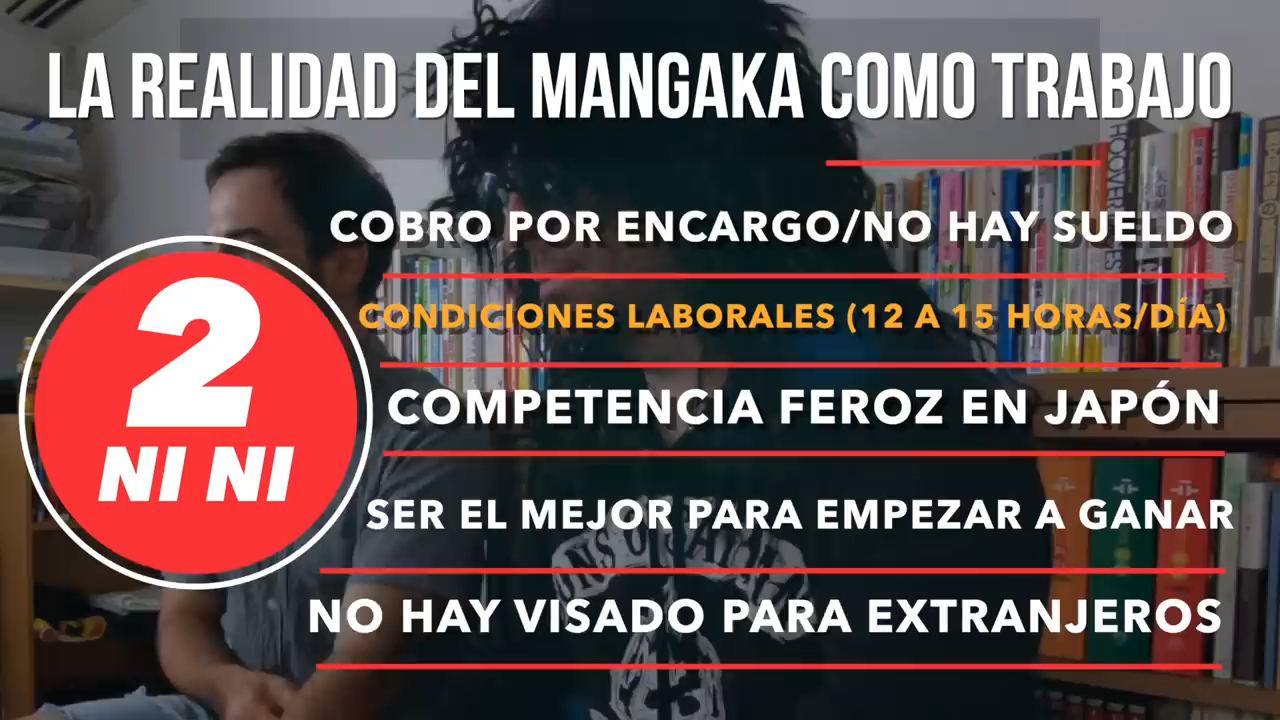 LA REALIDAD DEL MANGAKA COMO TRABAJO
COBRO POR ENCARGO/NO HAY SUELDO
CONDICIONES LABORALES (12 A 15 HORAS/DÍA)
COMPETENCIA FEROZ EN JAPÓN
SER EL MEJOR PARA EMPEZAR A GANAR
NO HAY VISADO PARA EXTRANJEROS
2
NI NI
HOOVER'S